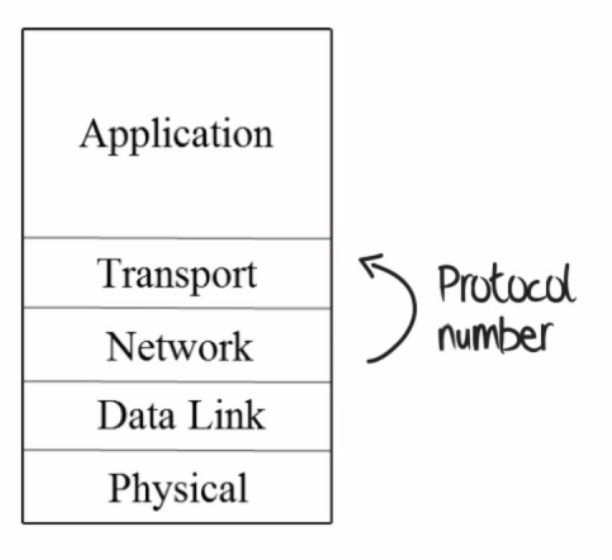 Application
Transport
Network
Data Link
Physical
Protocol
number